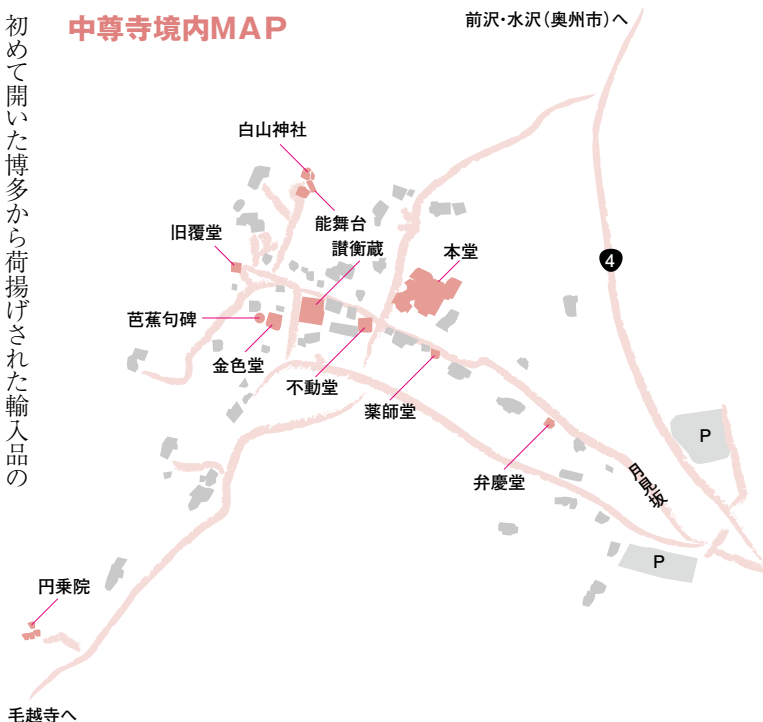 初めて開いた博多から荷揚げされた輸入品の
中尊寺境内MAP
前沢・水沢（奥州市）へ
白山神社
能舞台
旧覆堂
讃衡蔵
本堂
4
芭蕉句碑
金色堂
不動堂
薬師堂
弁慶堂
月見坂
P
P
円乗院
毛越寺へ